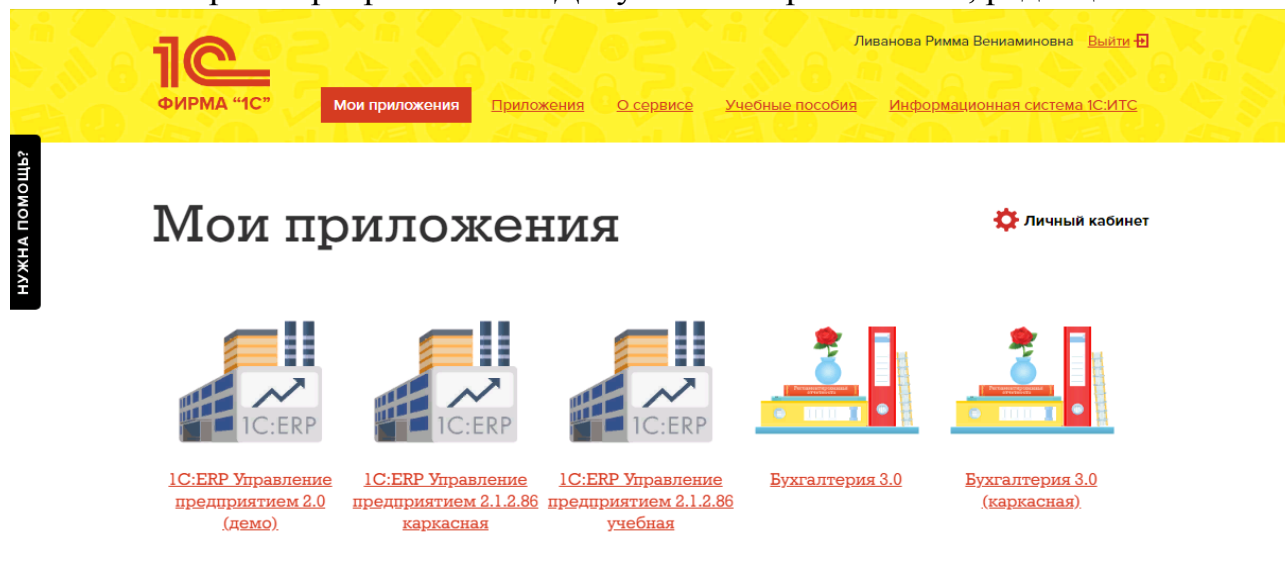 Ливанова Римма Вениаминовна Выйти
1С
ФИРМА “1С”
Мои приложения Приложения О сервисе Учебные пособия Информационная система 1С:ИТС
НУЖНА ПОМОЩЬ?
Мои приложения
Личный кабинет
1C:ERP
1C:ERP
1C:ERP
1С:ERP Управление
предприятием 2.0
(демо)
1С:ERP Управление
предприятием 2.1.2.86
каркасная
1С:ERP Управление
предприятием 2.1.2.86
учебная
Бухгалтерия 3.0
Бухгалтерия 3.0
(каркасная)